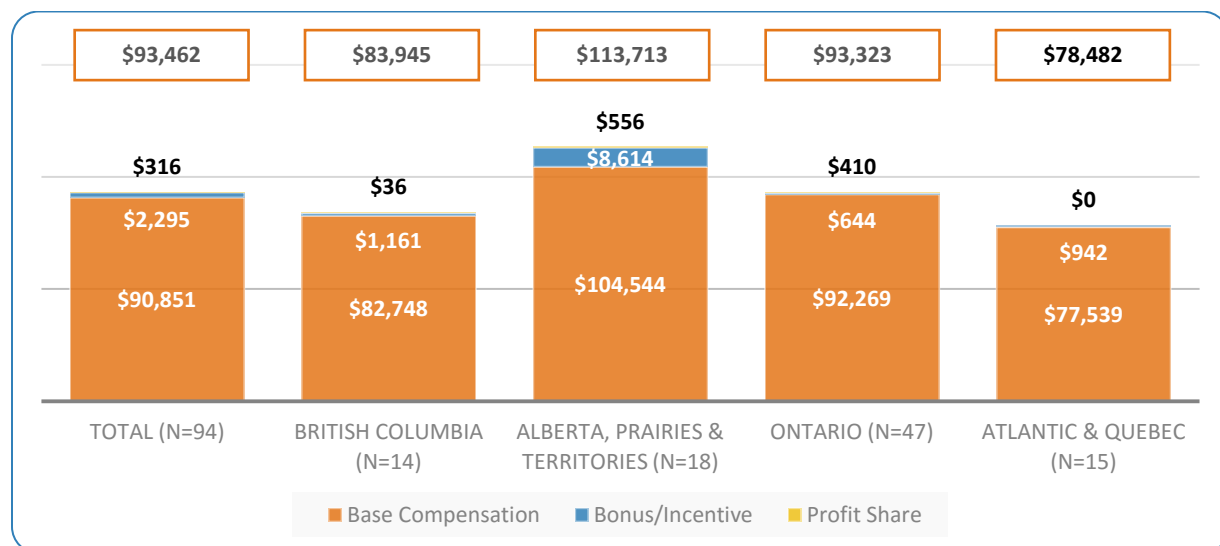 $93,462 $83,945 $113,713 $93,323 $78,482
$556
$316 $8,614 $410
$36 $0
$2,295 $1,161 $644 $942
$104,544
$90,851 $82,748 $92,269 $77,539
TOTAL (N=94) BRITISH COLUMBIA ALBERTA, PRAIRIES & ONTARIO (N=47) ATLANTIC & QUEBEC
(N=14) TERRITORIES (N=18) (N=15)
Base Compensation Bonus/Incentive Profit Share